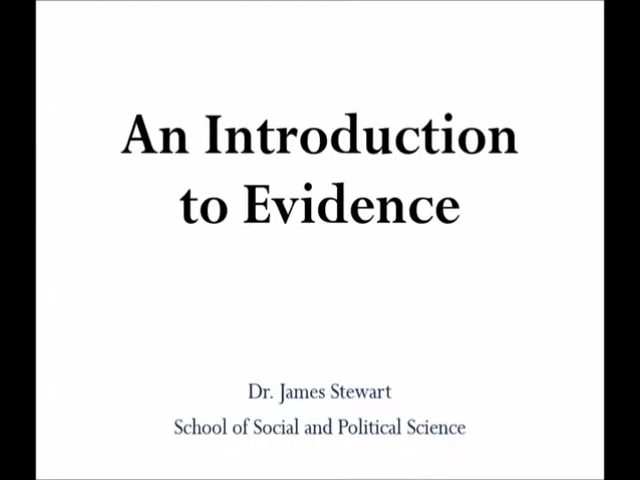 An Introduction
to Evidence
Dr. James Stewart
School of Social and Political Science